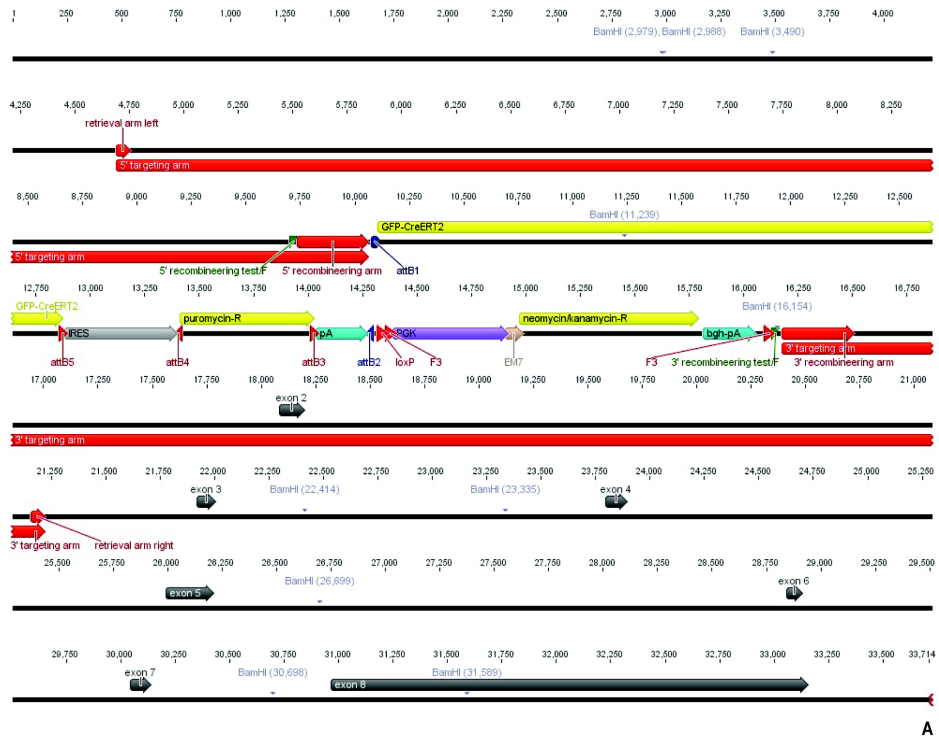 1 250 500 750 1,000 1,250 1,500 1,750 2,000 2,250 2,500 2,750 3,000 3,250 3,500 3,750 4,000
BamHI (2,979), BamHI (2,988) BamHI (3,490)
4,250 4,500 4,750 5,000 5,250 5,500 5,750 6,000 6,250 6,500 6,750 7,000 7,250 7,500 7,750 8,000 8,250
retrieval arm left
5' targeting arm
8,500 8,750 9,000 9,250 9,500 9,750 10,000 10,250 10,500 10,750 11,000 11,250 11,500 11,750 12,000 12,250 12,500
BamHI (11,239)
GFP-CreERT2
5' targeting arm
5' recombineering test/F 5' recombineering arm attB1
12,750 13,000 13,250 13,500 13,750 14,000 14,250 14,500 14,750 15,000 15,250 15,500 15,750 16,000 16,250 16,500 16,750
GFP-CreERT2 BamHI (16,154)
puromycin-R neomycin/kanamycin-R
IRES pA PGK bgh-pA
3' targeting arm
attB5 attB4 attB3 attB2 loxP F3 EM7 F3 3' recombineering test/F 3' recombineering arm
17,000 17,250 17,500 17,750 18,000 18,250 18,500 18,750 19,000 19,250 19,500 19,750 20,000 20,250 20,500 20,750 21,000
exon 2
3' targeting arm
21,250 21,500 21,750 22,000 22,250 22,500 22,750 23,000 23,250 23,500 23,750 24,000 24,250 24,500 24,750 25,000 25,250
exon 3 BamHI (22,414) BamHI (23,335) exon 4
3' targeting arm retrieval arm right
25,500 25,750 26,000 26,250 26,500 26,750 27,000 27,250 27,500 27,750 28,000 28,250 28,500 28,750 29,000 29,250 29,500
BamHI (26,699) exon 6
exon 5
29,750 30,000 30,250 30,500 30,750 31,000 31,250 31,500 31,750 32,000 32,250 32,500 32,750 33,000 33,250 33,500 33,714
exon 7 BamHI (30,698) BamHI (31,589)
exon 8
A